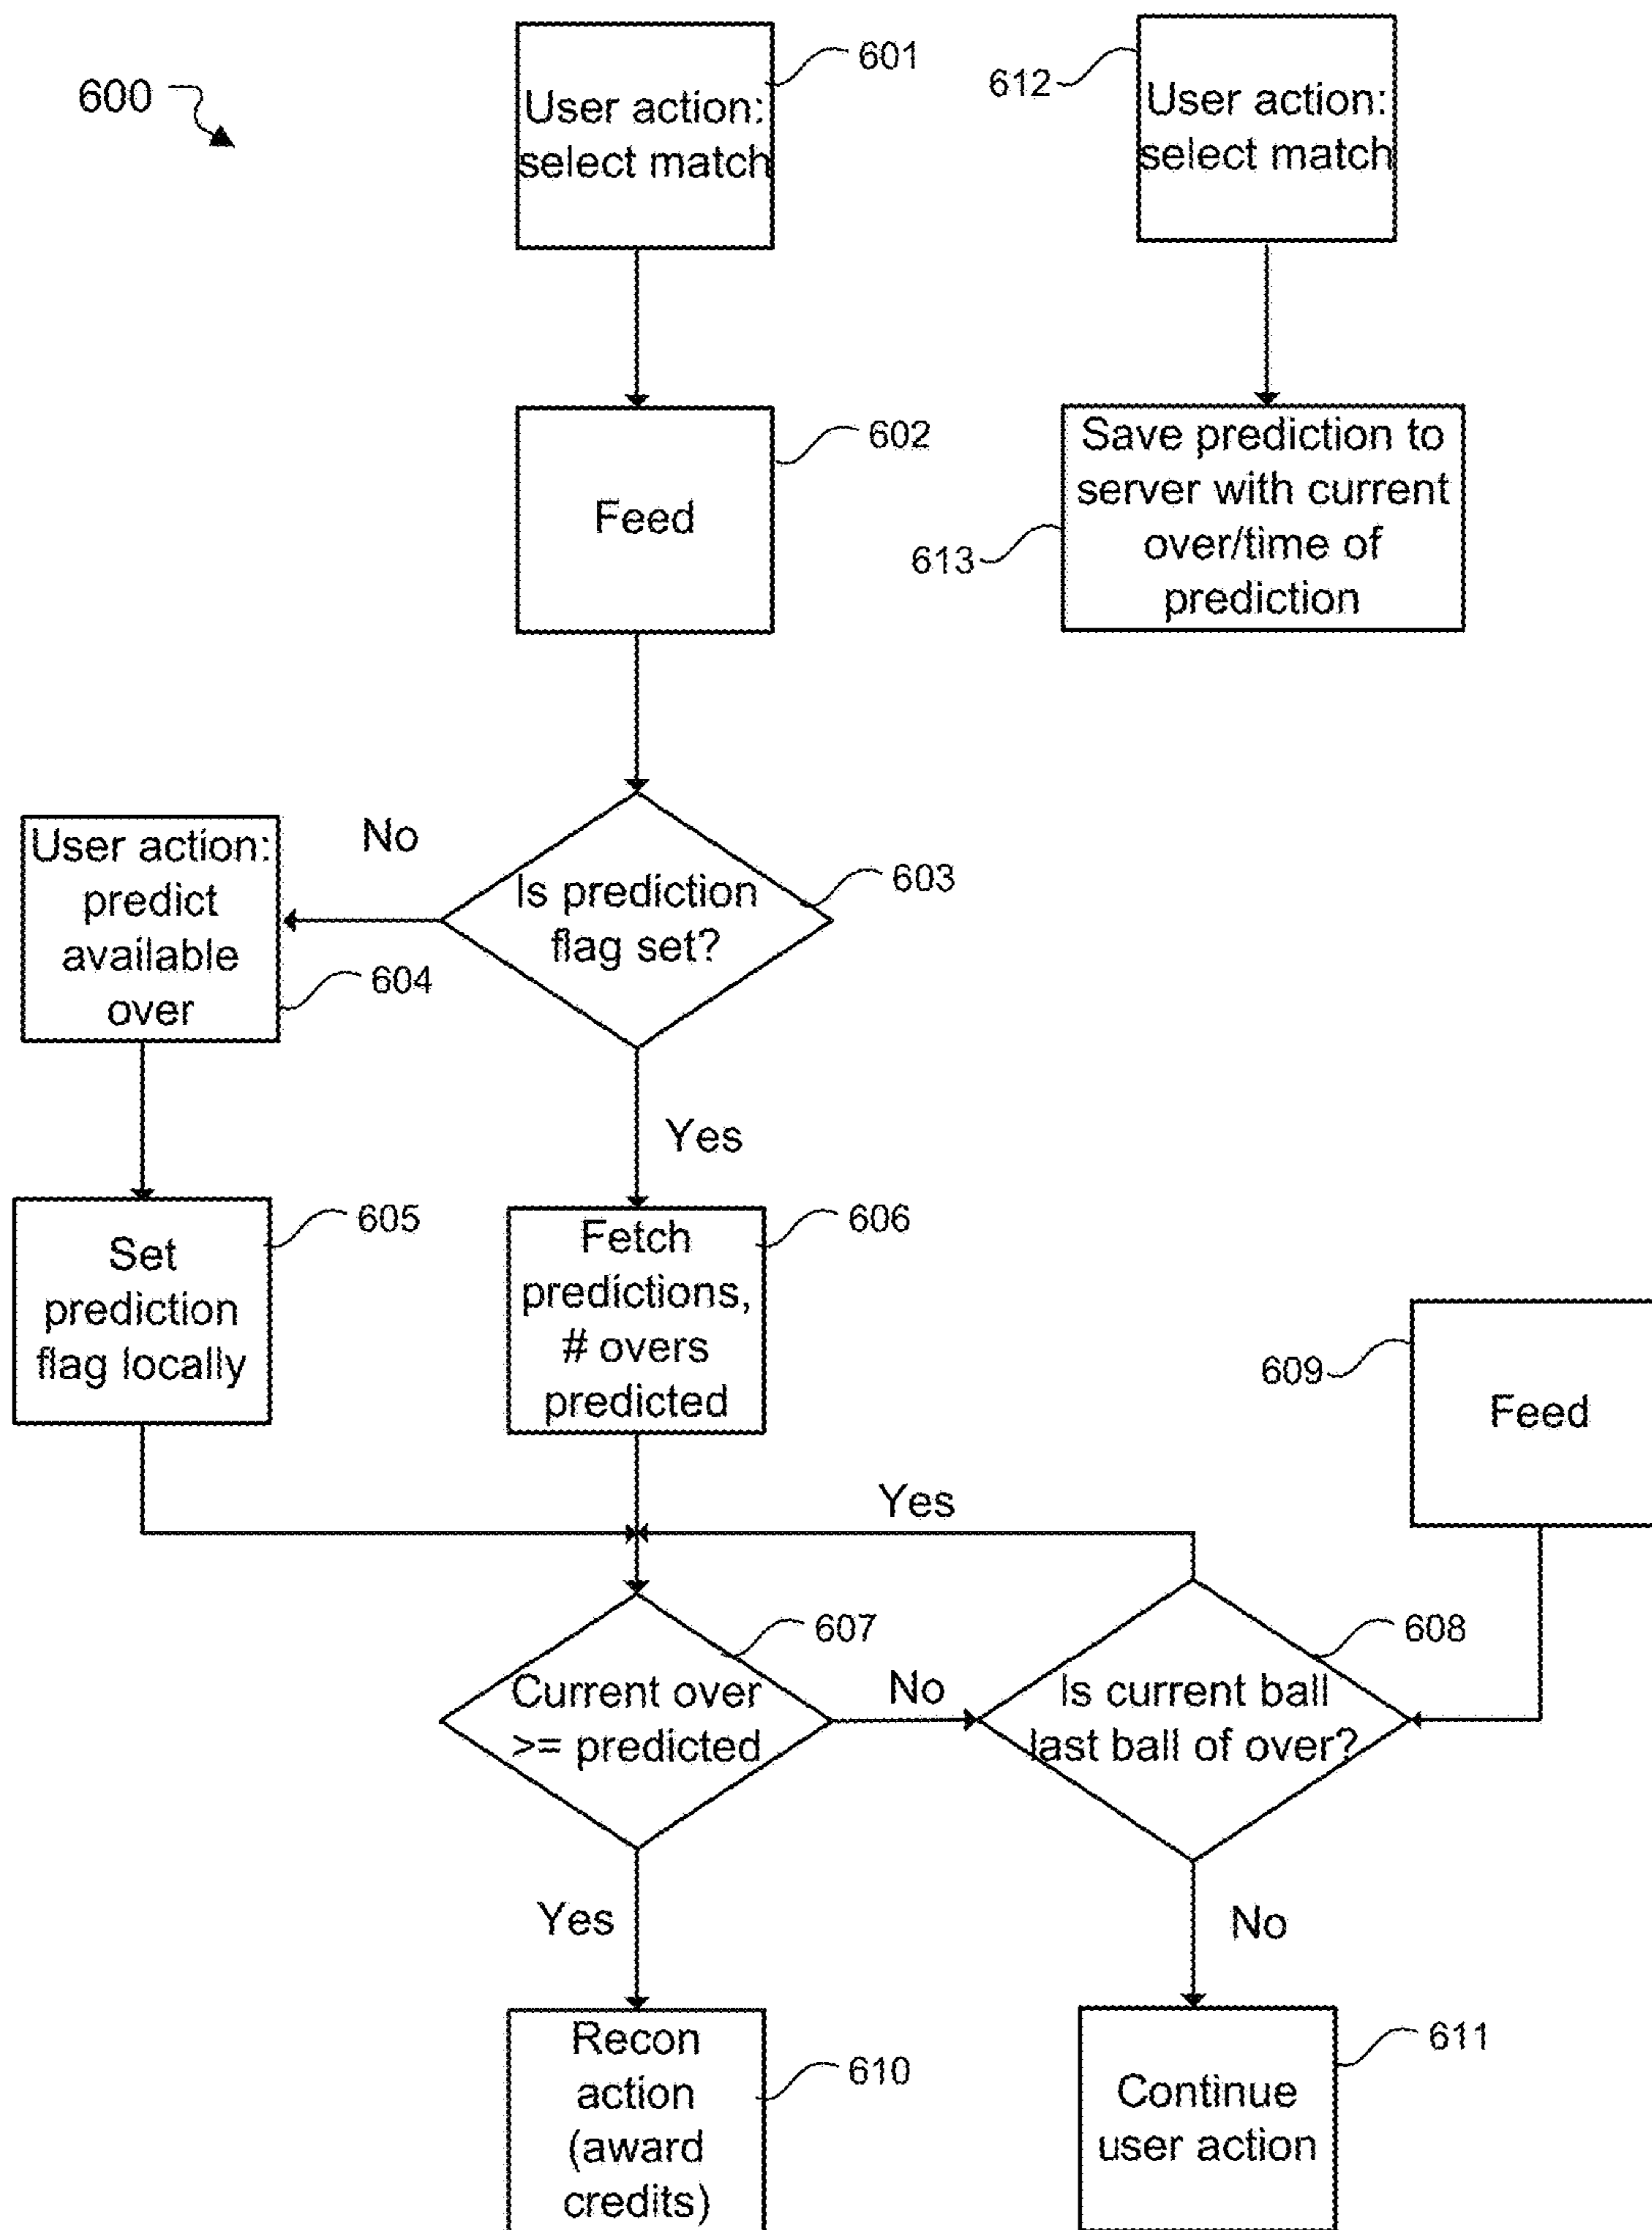 600
601
User action:
select match
612
User action:
select match
602
Feed
Save prediction to
server with current
over/time of
prediction
613
No
603
Is prediction
flag set?
User action:
predict
available
over
604
Yes
605
Set
prediction
flag locally
606
Fetch
predictions,
# overs
predicted
609
Feed
Yes
607
Current over
>= predicted
No
608
Is current ball
last ball of over?
Yes
No
Recon
action
(award
credits)
610
611
Continue
user action